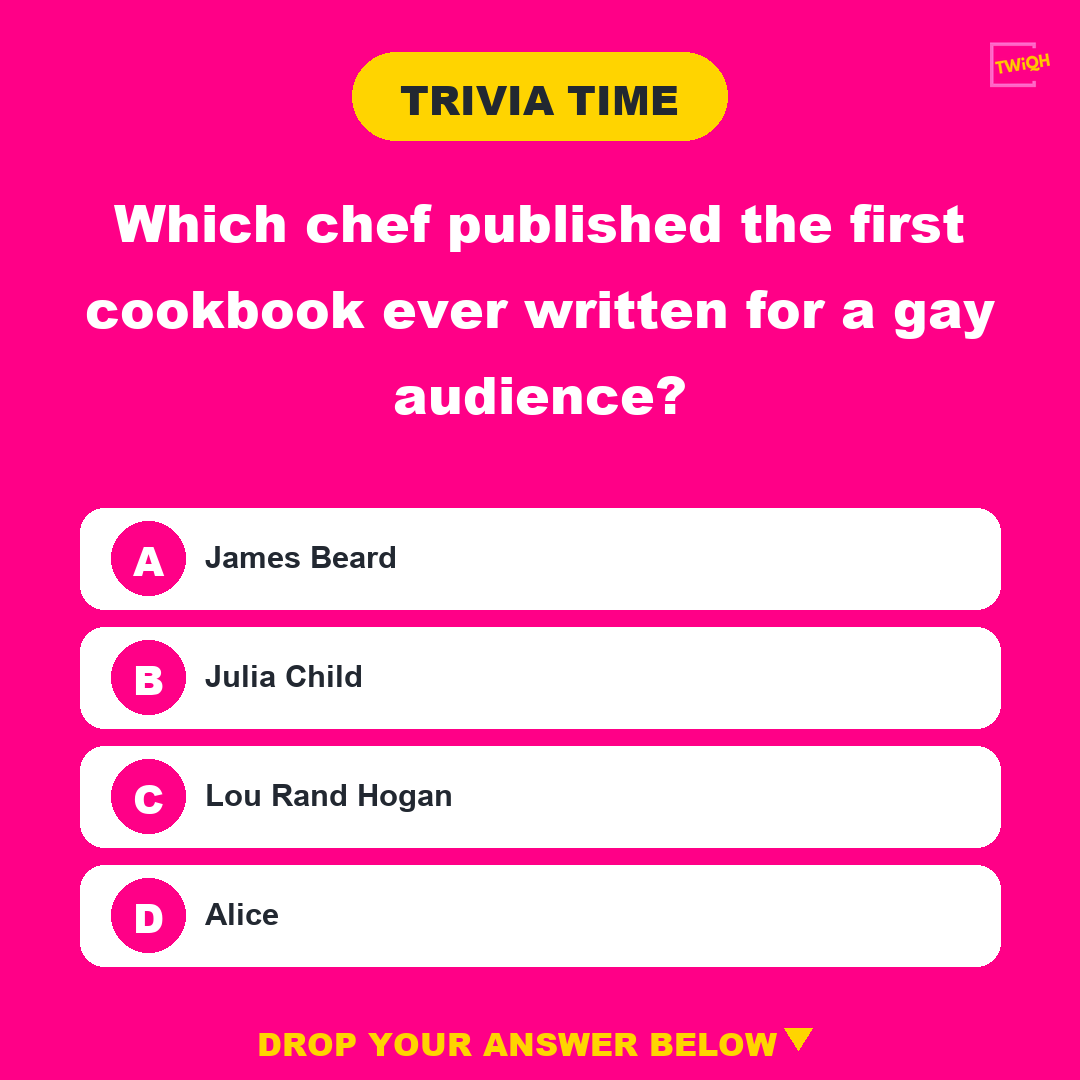 TWiQH
TRIVIA TIME
Which chef published the first
cookbook ever written for a gay
audience?
A James Beard
B Julia Child
C Lou Rand Hogan
D Alice
DROP YOUR ANSWER BELOW